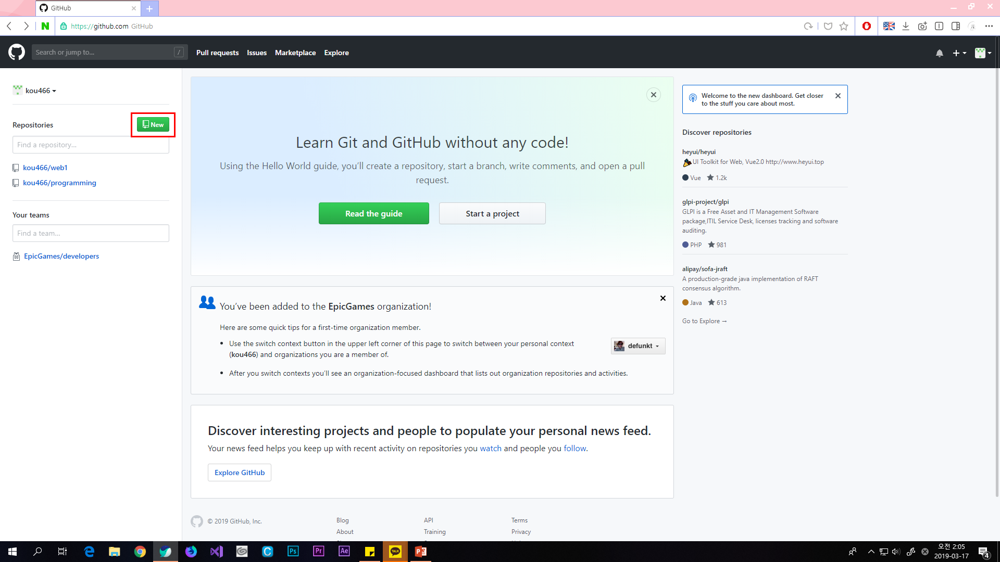 GitHub
https://github.com GitHub
Search or jump to...
/
Pull requests
Issues
Marketplace
Explore
kou466
Repositories
New
Find a repository...
kou466/web1
kou466/programming
Your teams
Find a team...
EpicGames/developers
Learn Git and GitHub without any code!
Using the Hello World guide, you’ll create a repository, start a branch, write comments, and open a pull
request.
Read the guide
Start a project
You’ve been added to the EpicGames organization!
Here are some quick tips for a first-time organization member.
Use the switch context button in the upper left corner of this page to switch between your personal context
(kou466) and organizations you are a member of.
defunkt
After you switch contexts you’ll see an organization-focused dashboard that lists out organization repositories and activities.
Discover interesting projects and people to populate your personal news feed.
Your news feed helps you keep up with recent activity on repositories you watch and people you follow.
Explore GitHub
Welcome to the new dashboard. Get closer
to the stuff you care about most.
Discover repositories
heyui/heyui
UI Toolkit for Web, Vue2.0 http://www.heyui.top
Vue 1.2k
glpi-project/glpi
GLPI is a Free Asset and IT Management Software
package,ITIL Service Desk, licenses tracking and software
auditing.
PHP 981
alipay/sofa-jraft
A production-grade java implementation of RAFT
consensus algorithm.
Java 613
Go to Explore →
© 2019 GitHub, Inc.
Blog
About
API
Training
Terms
Privacy
Ps
Pr
Ae
TALK
오전 2:05
2019-03-17
4